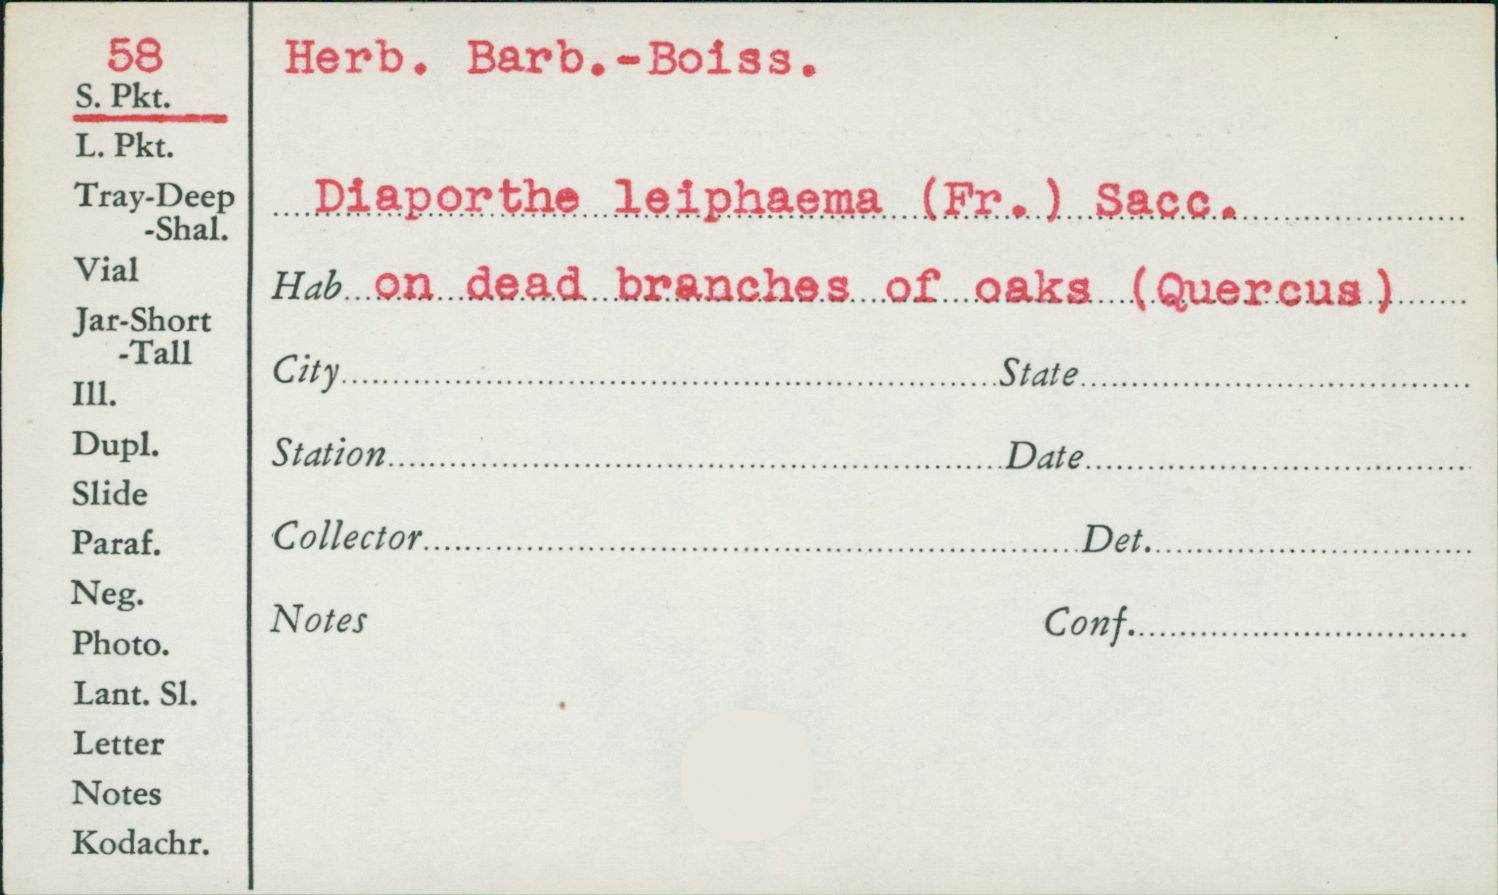 58
S. Pkt.
L. Pkt.
Tray-Deep
-Shal.
Vial
Jar-Short
-Tall
Ill.
Dupl.
Slide
Paraf.
Neg.
Photo.
Lant. Sl.
Letter
Notes
Kodachr.
Herb. Barb.-Boiss.
Diaporthe leiphaema (Fr.) Sacc.
Hab on dead branches of oaks (Quercus)
City State
Station Date
Collector Det.
Notes Conf.